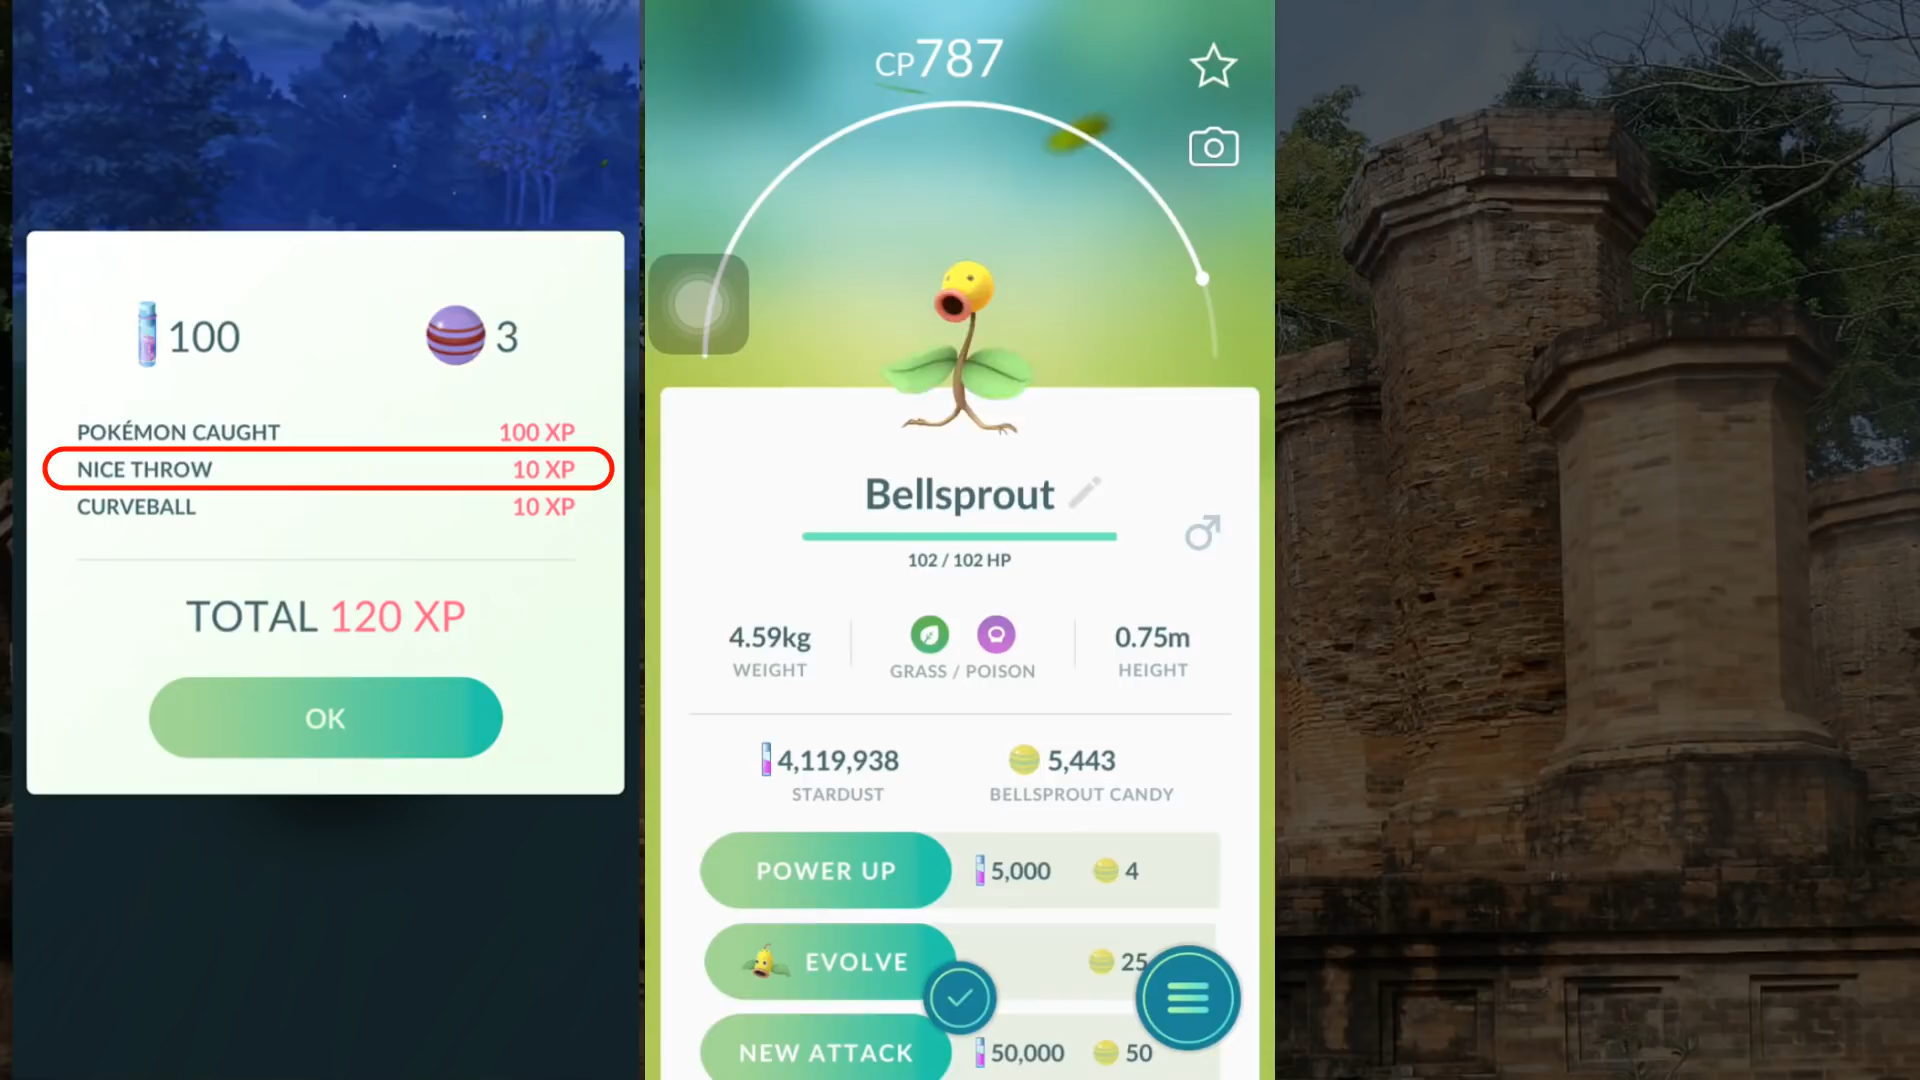 100 3
POKÉMON CAUGHT 100 XP
NICE THROW 10 XP
CURVEBALL 10 XP
TOTAL 120 XP
OK
CP787
Bellsprout
102 / 102 HP
4.59kg 0.75m
WEIGHT GRASS / POISON HEIGHT
4,119,938 5,443
STARDUST BELLSPROUT CANDY
POWER UP 5,000 4
EVOLVE 25
NEW ATTACK 50,000 50